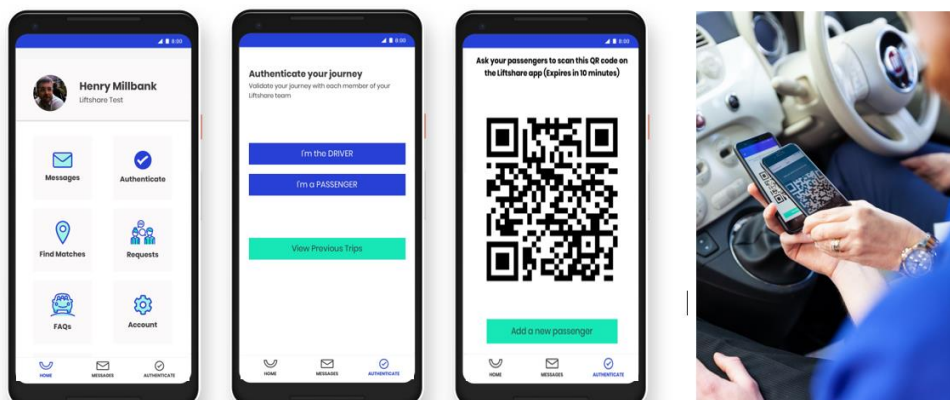 8:00
Henry Millbank
Liftshare Test
Messages
Authenticate
Find Matches
Requests
FAQs
Account
HOME
MESSAGES
AUTHENTICATE
8:00
Authenticate your journey
Validate your journey with each member of your
Liftshare team
I'm the DRIVER
I'm a PASSENGER
View Previous Trips
HOME
MESSAGES
AUTHENTICATE
8:00
Ask your passengers to scan this QR code on
the Liftshare app (Expires in 10 minutes)
Add a new passenger
HOME
MESSAGES
AUTHENTICATE